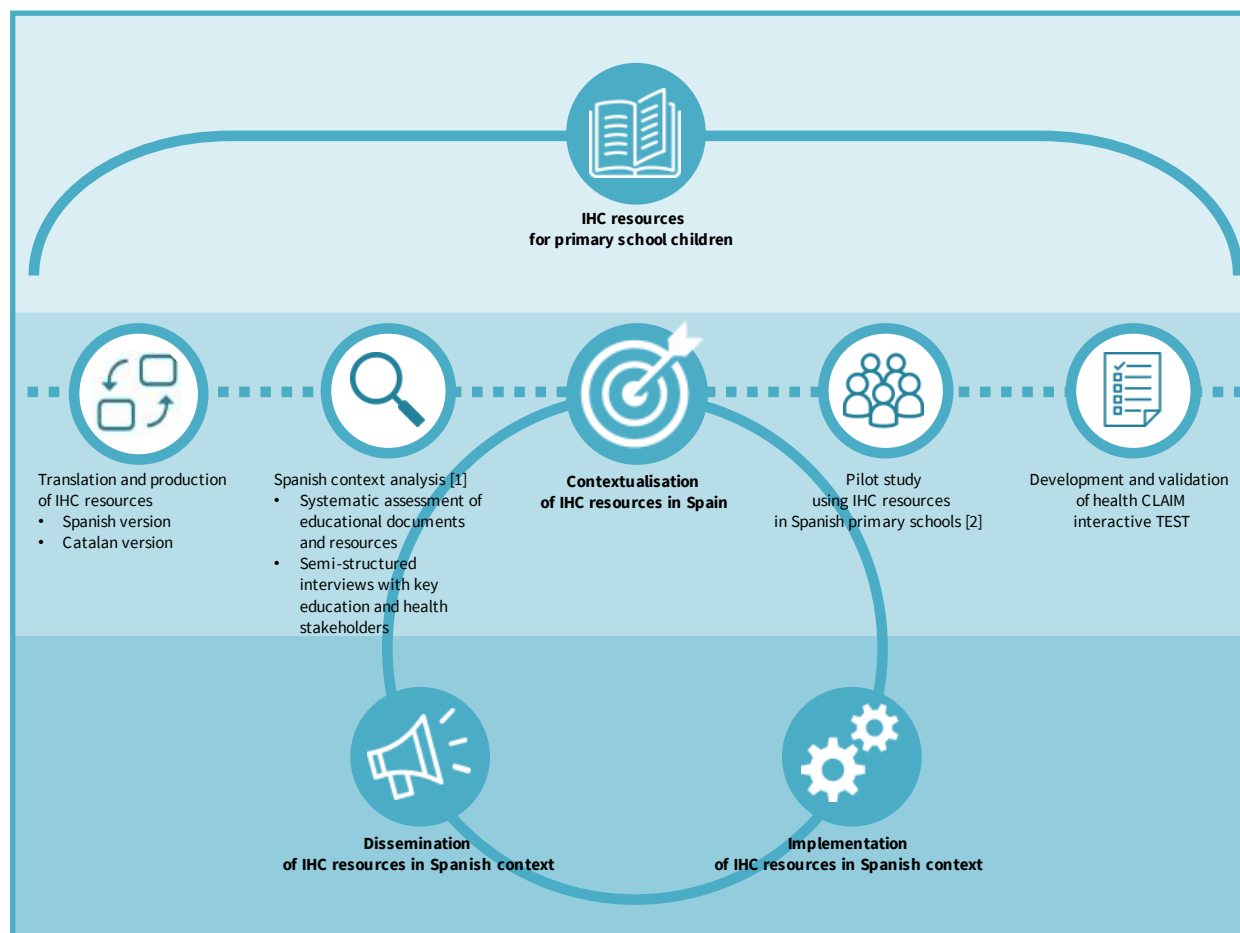 IHC resources
for primary school children
Translation and production
of IHC resources
• Spanish version
• Catalan version
Spanish context analysis [1]
• Systematic assessment of
educational documents
and resources
• Semi-structured
interviews with key
education and health
stakeholders
Contextualisation
of IHC resources in Spain
Pilot study
using IHC resources
in Spanish primary schools [2]
Development and validation
of health CLAIM
interactive TEST
Dissemination
of IHC resources in Spanish context
Implementation
of IHC resources in Spanish context